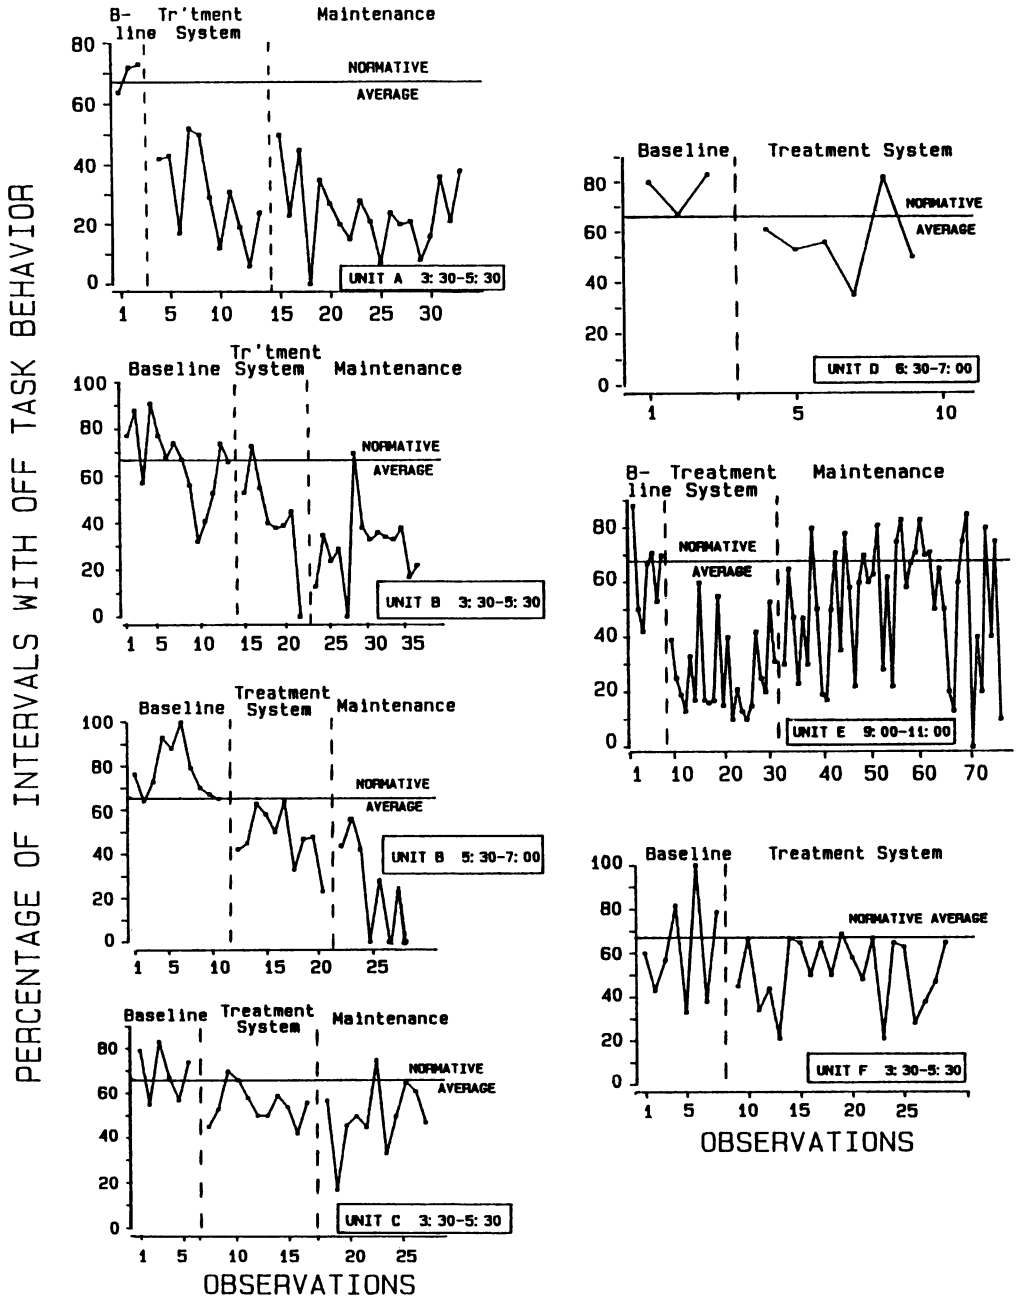 PERCENTAGE OF INTERVALS WITH OFF TASK BEHAVIOR
B- Tr'tment Maintenance
line System
80
60
40
20
0
NORMATIVE
AVERAGE
UNIT A 3:30-5:30
1 5 10 15 20 25 30
Tr'tment
Baseline System Maintenance
100
80
60
40
20
0
NORMATIVE
AVERAGE
UNIT B 3:30-5:30
1 5 10 15 20 25 30 35
Treatment
Baseline System Maintenance
100
80
60
40
20
0
NORMATIVE
AVERAGE
UNIT B 5:30-7:00
1 5 10 15 20 25
Baseline Treatment Maintenance
System
80
60
40
20
0
NORMATIVE
AVERAGE
UNIT C 3:30-5:30
1 5 10 15 20 25
OBSERVATIONS
Baseline Treatment System
80
60
40
20
0
NORMATIVE
AVERAGE
UNIT D 6:30-7:00
1 5 10
B- Treatment Maintenance
line System
80
60
40
20
0
NORMATIVE
AVERAGE
UNIT E 9:00-11:00
1 10 20 30 40 50 60 70
Baseline Treatment System
100
80
60
40
20
0
NORMATIVE AVERAGE
UNIT F 3:30-5:30
1 5 10 15 20 25
OBSERVATIONS